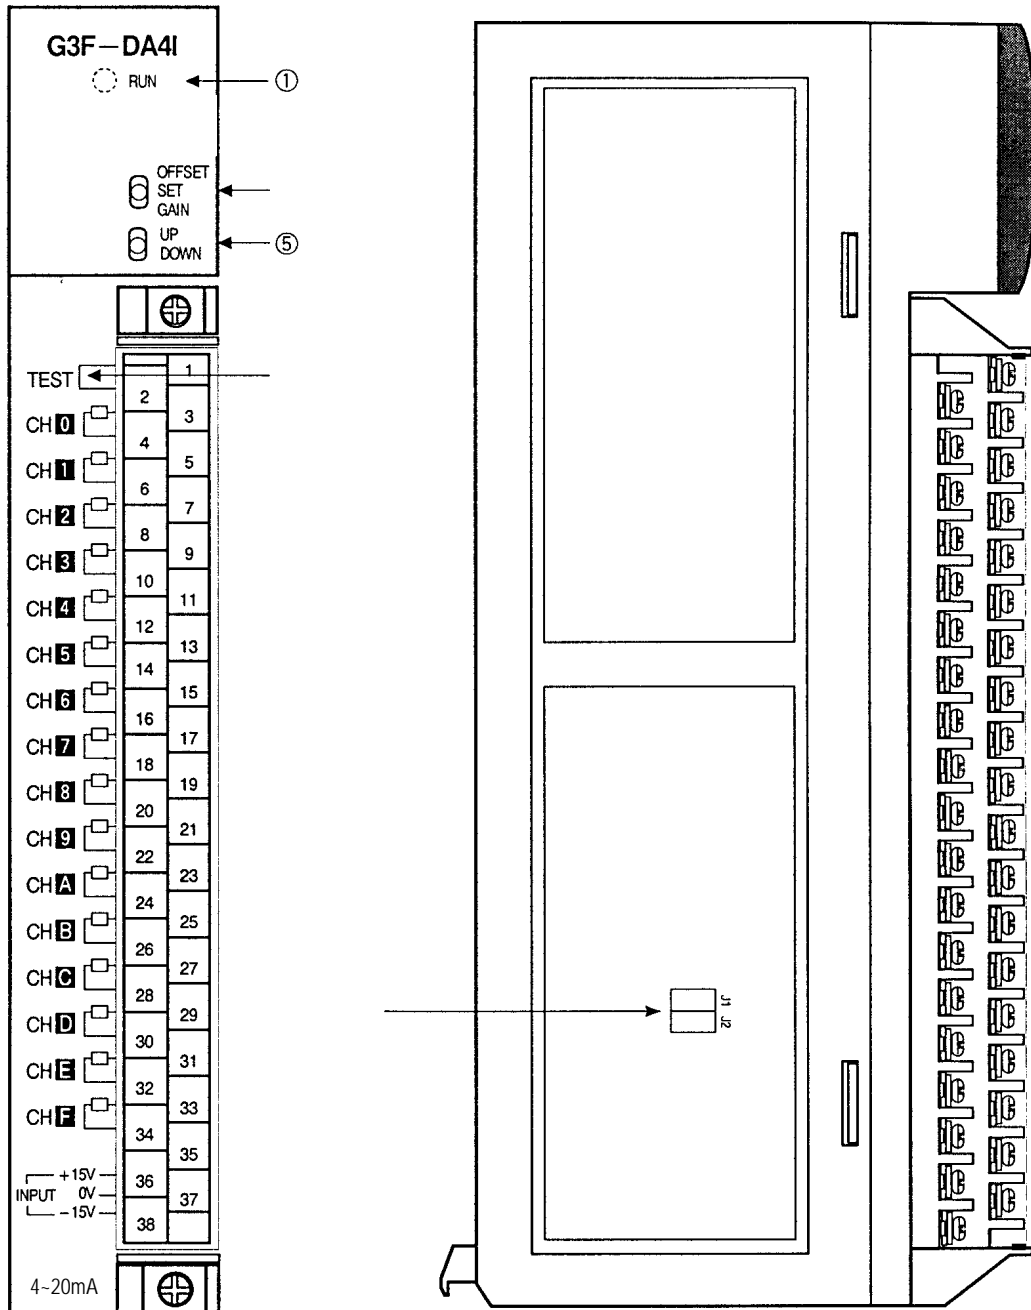 G3F-DA4I
RUN
①
OFFSET
SET
GAIN
UP
DOWN
⑤
TEST
CH 0
CH 1
CH 2
CH 3
CH 4
CH 5
CH 6
CH 7
CH 8
CH 9
CH A
CH B
CH C
CH D
CH E
CH F
1
2
3
4
5
6
7
8
9
10
11
12
13
14
15
16
17
18
19
20
21
22
23
24
25
26
27
28
29
30
31
32
33
34
35
36
37
38
+15V
INPUT 0V
-15V
4~20mA
J1
J2